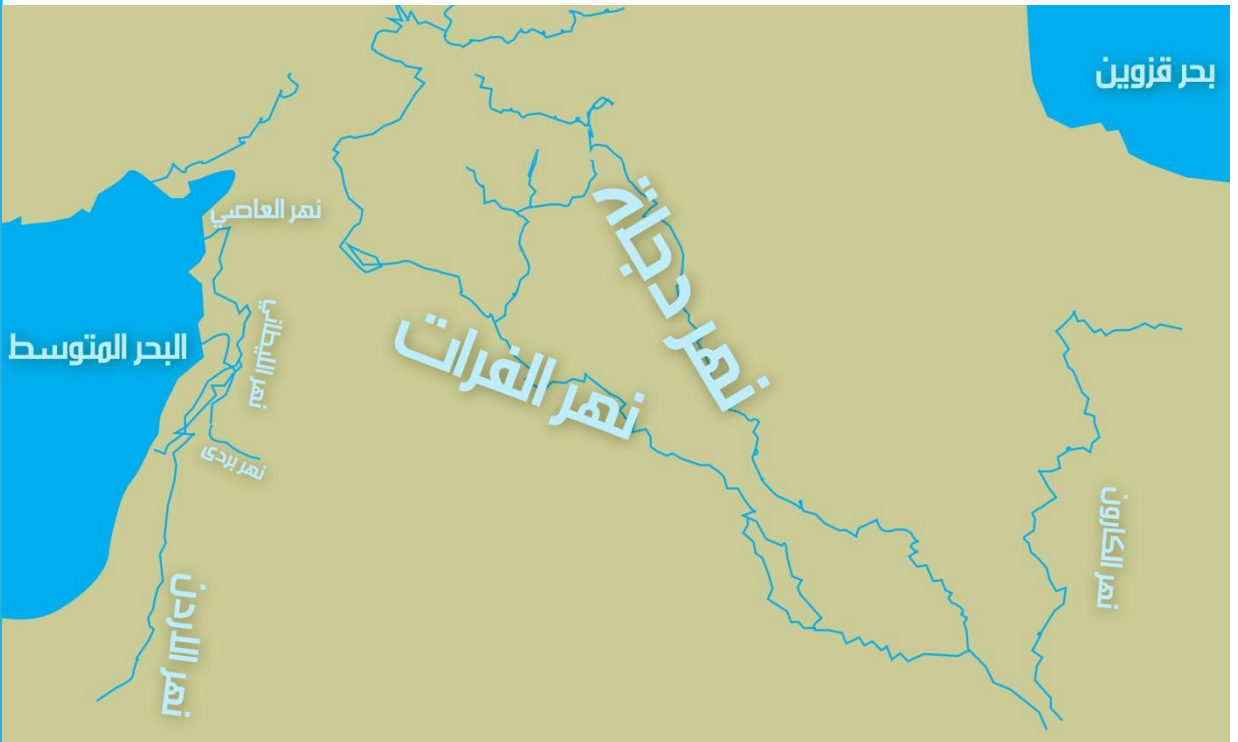 بحر قزوين
نهر العاصي
نهر دجلة
نهر الليطاني
البحر المتوسط
نهر الفرات
نهر بردى
نهر الكارون
نهر الأردن